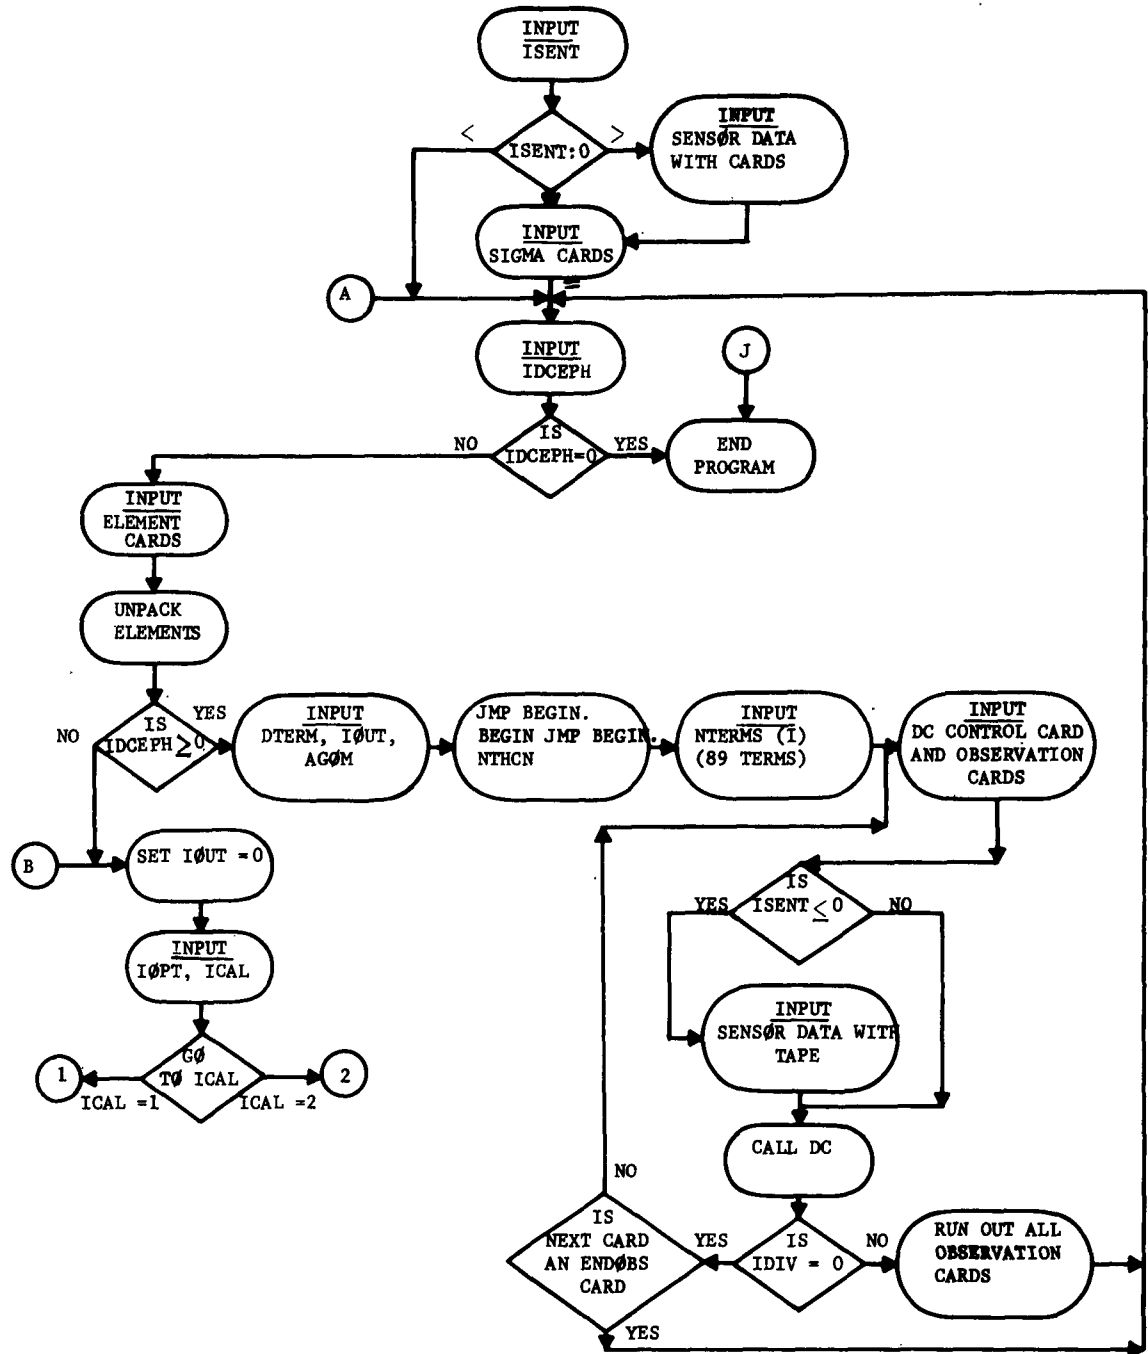 INPUT
ISENT
<
ISENT:0
>
INPUT
SENSØR DATA
WITH CARDS
INPUT
SIGMA CARDS
=
A
INPUT
IDCEPH
J
IS
IDCEPH=0
NO
YES
END
PROGRAM
INPUT
ELEMENT
CARDS
UNPACK
ELEMENTS
NO
IS
IDCEPH ≥ 0
YES
INPUT
DTERM, IØUT,
AGØM
JMP BEGIN.
BEGIN JMP BEGIN.
NTHCN
INPUT
NTERMS (I)
(89 TERMS)
INPUT
DC CONTROL CARD
AND OBSERVATION
CARDS
B
SET IØUT =0
INPUT
IØPT, ICAL
GØ
TØ ICAL
1
ICAL =1
ICAL =2
2
YES
IS
ISENT ≤ 0
NO
INPUT
SENSØR DATA WITH
TAPE
CALL DC
NO
IS
NEXT CARD
AN ENDØBS
CARD
YES
IS
IDIV = 0
NO
RUN OUT ALL
OBSERVATION
CARDS
YES